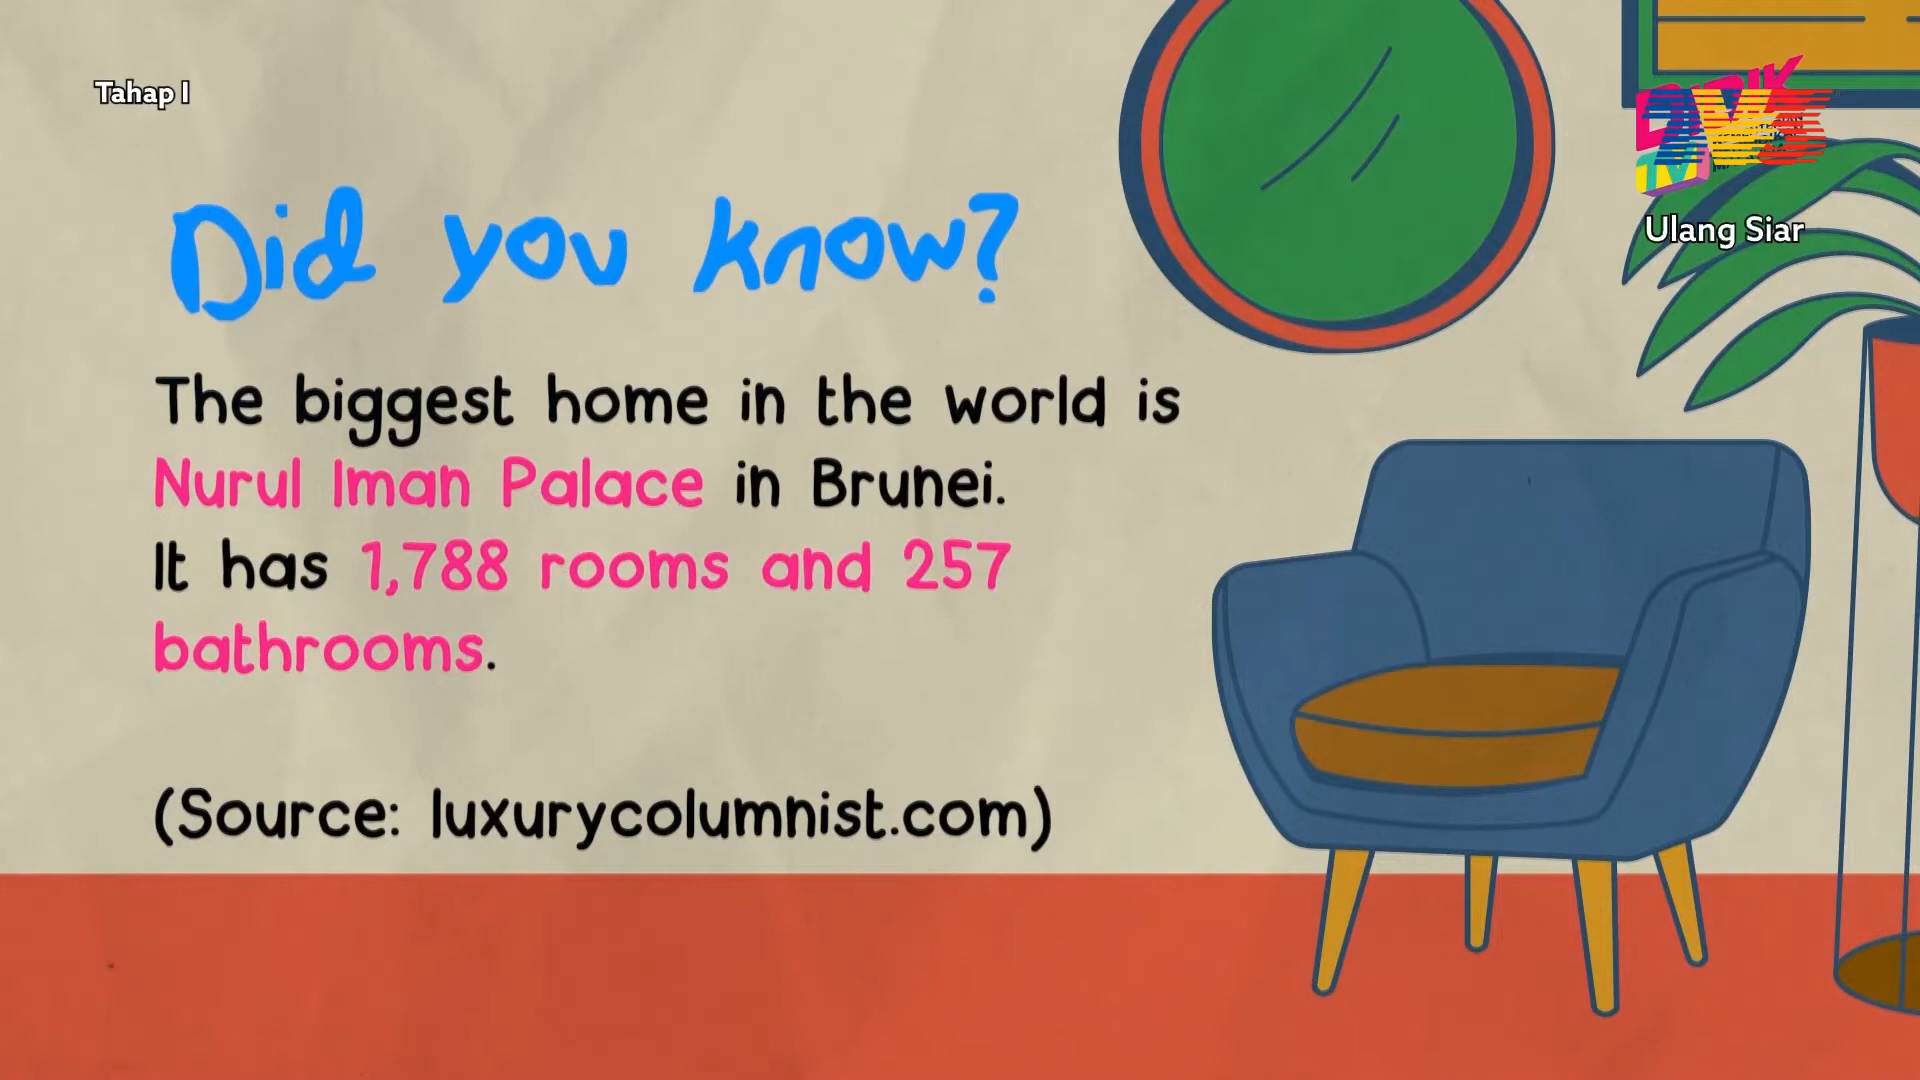 Tahap I
Ulang Siar
Did you know?
The biggest home in the world is
Nurul Iman Palace in Brunei.
It has 1,788 rooms and 257
bathrooms.
(Source: luxurycolumnist.com)